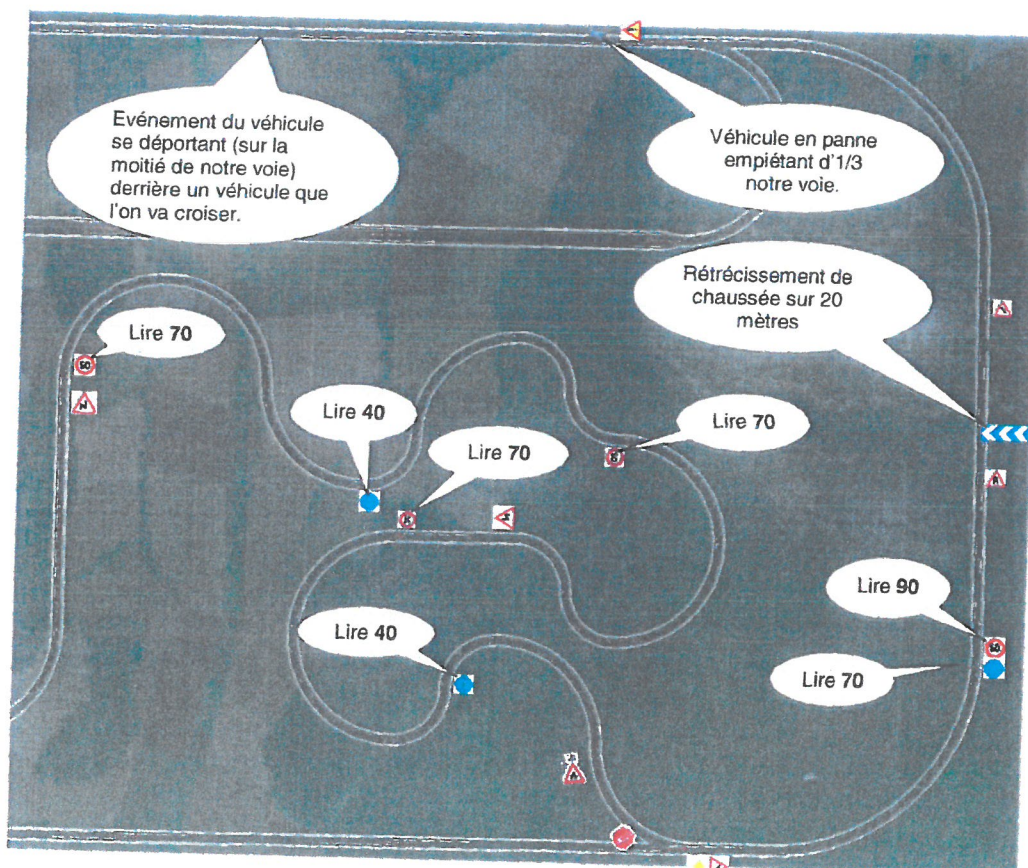 Evénement du véhicule
se déportant (sur la
moitié de notre voie)
derrière un véhicule que
l'on va croiser.
Véhicule en panne
empiétant d'1/3
notre voie.
Rétrécissement de
chaussée sur 20
mètres
Lire 70
Lire 40
Lire 70
Lire 70
Lire 90
Lire 40
Lire 70